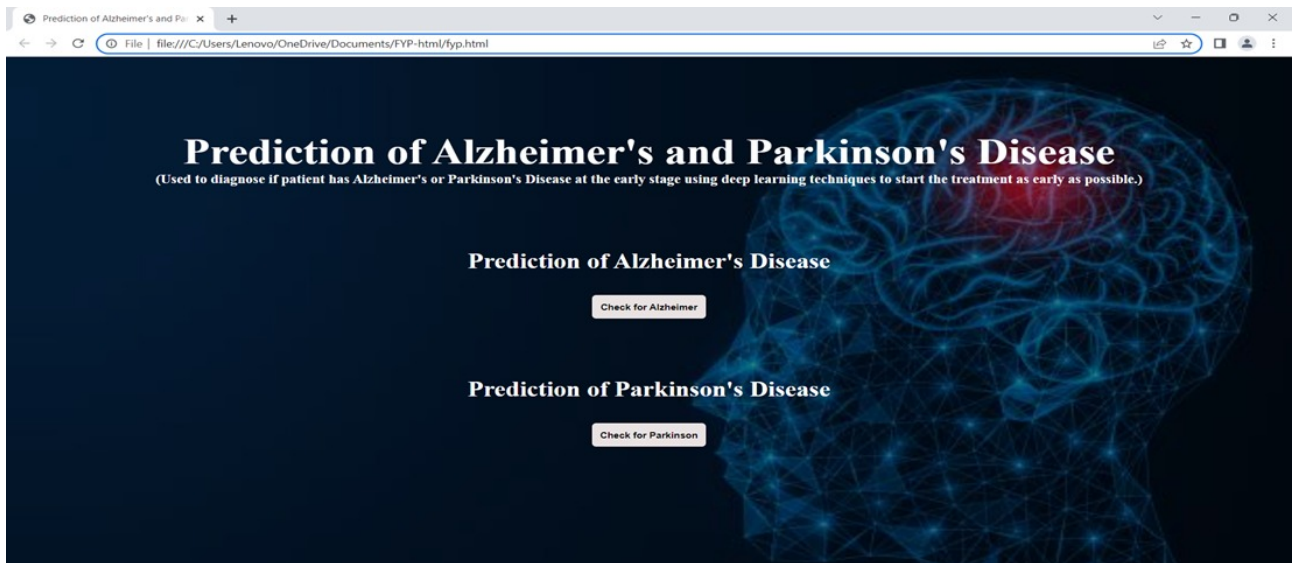 Prediction of Alzheimer's and Par
File | file:///C:/Users/Lenovo/OneDrive/Documents/FYP-html/fyp.html
Prediction of Alzheimer's and Parkinson's Disease
(Used to diagnose if patient has Alzheimer's or Parkinson's Disease at the early stage using deep learning techniques to start the treatment as early as possible.)
Prediction of Alzheimer's Disease
Check for Alzheimer
Prediction of Parkinson's Disease
Check for Parkinson